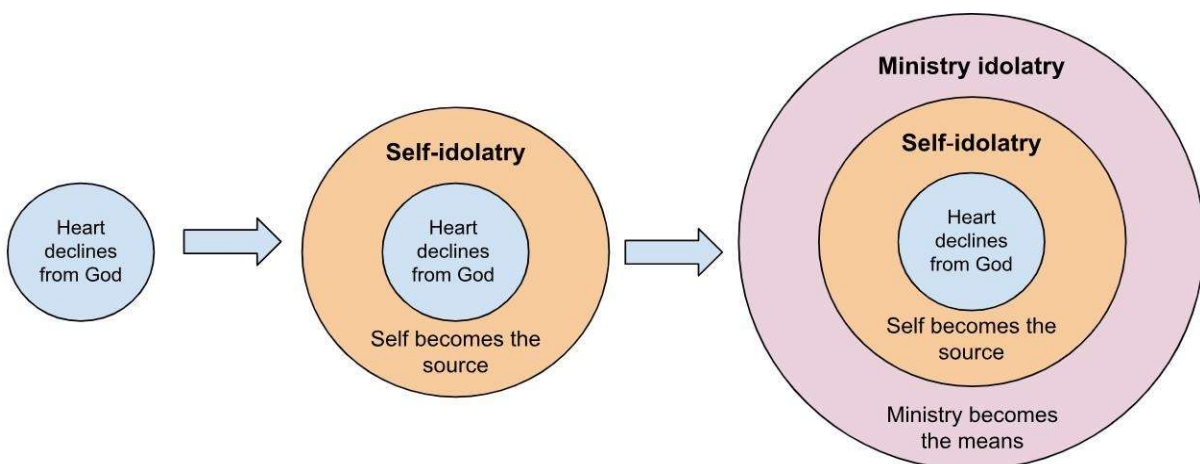 Heart
declines
from God
Self-idolatry
Heart
declines
from God
Self becomes the
source
Ministry idolatry
Self-idolatry
Heart
declines
from God
Self becomes the
source
Ministry becomes
the means